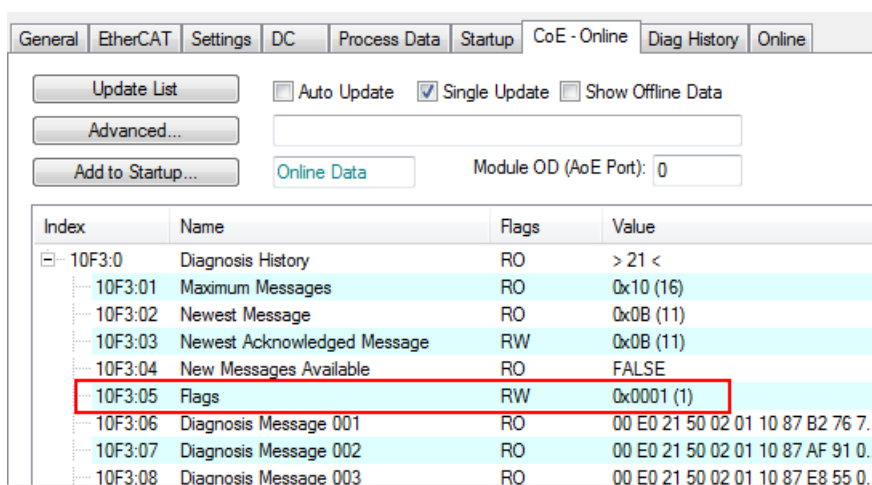 General EtherCAT Settings DC Process Data Startup CoE - Online Diag History Online
Update List Auto Update Single Update Show Offline Data
Advanced...
Add to Startup... Online Data Module OD (AoE Port): 0
Index Name Flags Value
10F3:0 Diagnosis History RO > 21 <
10F3:01 Maximum Messages RO 0x10 (16)
10F3:02 Newest Message RO 0x0B (11)
10F3:03 Newest Acknowledged Message RW 0x0B (11)
10F3:04 New Messages Available RO FALSE
10F3:05 Flags RW 0x0001 (1)
10F3:06 Diagnosis Message 001 RO 00 E0 21 50 02 01 10 87 B2 76 7...
10F3:07 Diagnosis Message 002 RO 00 E0 21 50 02 01 10 87 AF 91 0...
10F3:08 Diagnosis Message 003 RO 00 E0 21 50 02 01 10 87 E8 55 0...